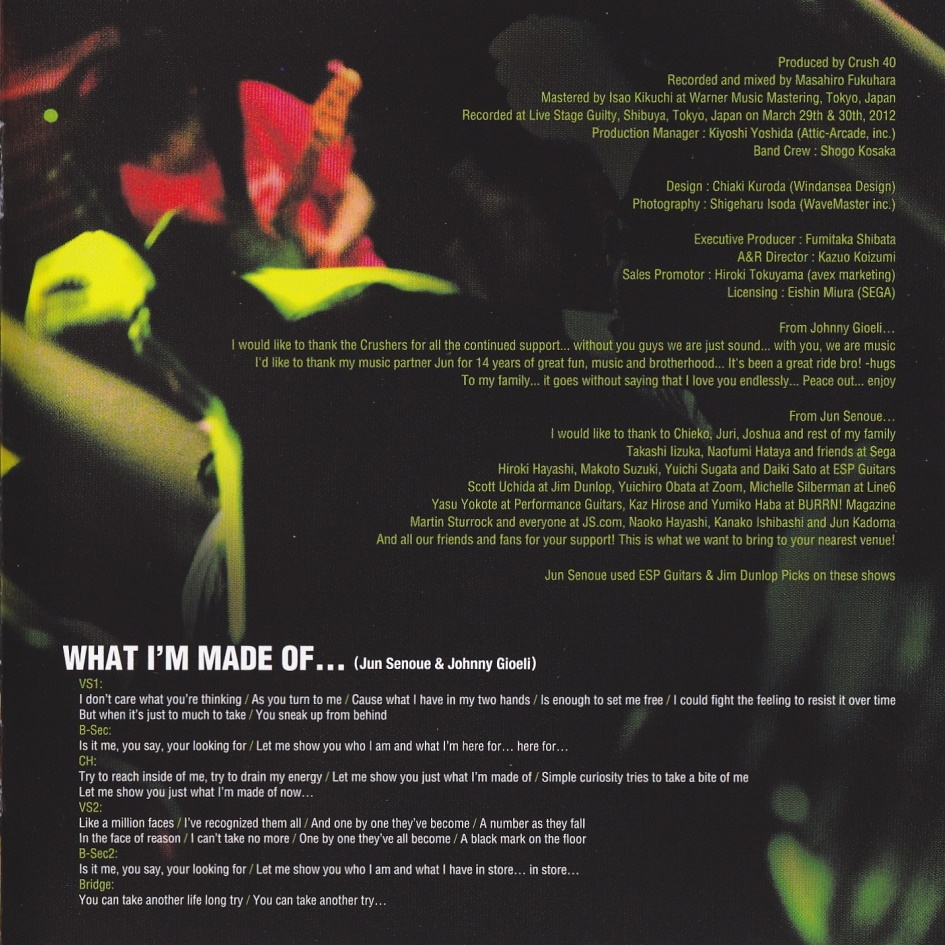 Produced by Crush 40
Recorded and mixed by Masahiro Fukuhara
Mastered by Isao Kikuchi at Warner Music Mastering, Tokyo, Japan
Recorded at Live Stage Guilty, Shibuya, Tokyo, Japan on March 29th & 30th, 2012
Production Manager : Kiyoshi Yoshida (Attic-Arcade, inc.)
Band Crew : Shogo Kosaka
Design : Chiaki Kuroda (Windansea Design)
Photography : Shigeharu Isoda (WaveMaster inc.)
Executive Producer : Fumitaka Shibata
A&R Director : Kazuo Koizumi
Sales Promotor : Hiroki Tokuyama (avex marketing)
Licensing : Eishin Miura (SEGA)
From Johnny Gioeli…
I would like to thank the Crushers for all the continued support... without you guys we are just sound... with you, we are music
I'd like to thank my music partner Jun for 14 years of great fun, music and brotherhood... It's been a great ride bro! -hugs
To my family... it goes without saying that I love you endlessly... Peace out... enjoy
From Jun Senoue…
I would like to thank to Chieko, Juri, Joshua and rest of my family
Takashi Iizuka, Naofumi Hataya and friends at Sega
Hiroki Hayashi, Makoto Suzuki, Yuichi Sugata and Daiki Sato at ESP Guitars
Scott Uchida at Jim Dunlop, Yuichiro Obata at Zoom, Michelle Silberman at Line6
Yasu Yokote at Performance Guitars, Kaz Hirose and Yumiko Haba at BURRN! Magazine
Martin Sturrock and everyone at JS.com, Naoko Hayashi, Kanako Ishibashi and Jun Kadoma
And all our friends and fans for your support! This is what we want to bring to your nearest venue!
Jun Senoue used ESP Guitars & Jim Dunlop Picks on these shows
WHAT I'M MADE OF… (Jun Senoue & Johnny Gioeli)
VS1:
I don't care what you're thinking / As you turn to me / Cause what I have in my two hands / Is enough to set me free / I could fight the feeling to resist it over time
But when it's just to much to take / You sneak up from behind
B-Sec:
Is it me, you say, your looking for / Let me show you who I am and what I'm here for… here for…
CH:
Try to reach inside of me, try to drain my energy / Let me show you just what I'm made of / Simple curiosity tries to take a bite of me
Let me show you just what I'm made of now…
VS2:
Like a million faces / I've recognized them all / And one by one they've become / A number as they fall
In the face of reason / I can't take no more / One by one they've all become / A black mark on the floor
B-Sec2:
Is it me, you say, your looking for / Let me show you who I am and what I have in store… in store…
Bridge:
You can take another life long try / You can take another try…